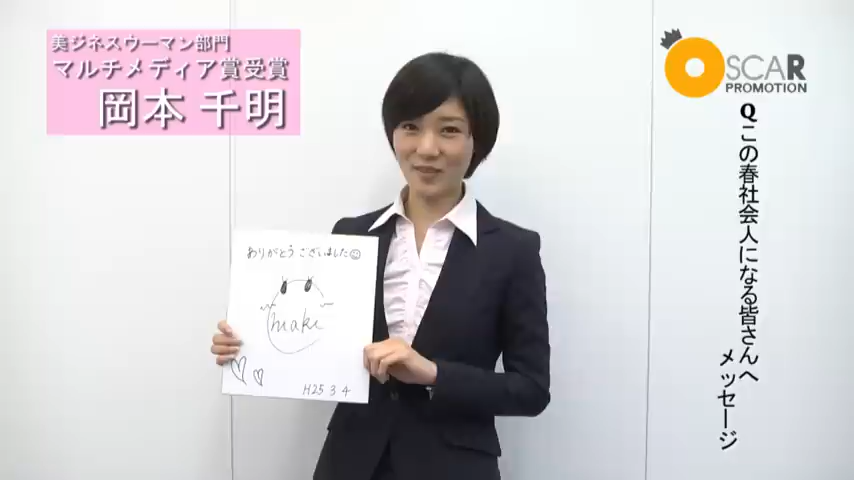 美ジネスウーマン部門
マルチメディア賞受賞
岡本 千明
OSCAR
PROMOTION
Qこの春社会人になる皆さんへ
メッセージ
ありがとうございました
Chiaki
H25 3 4